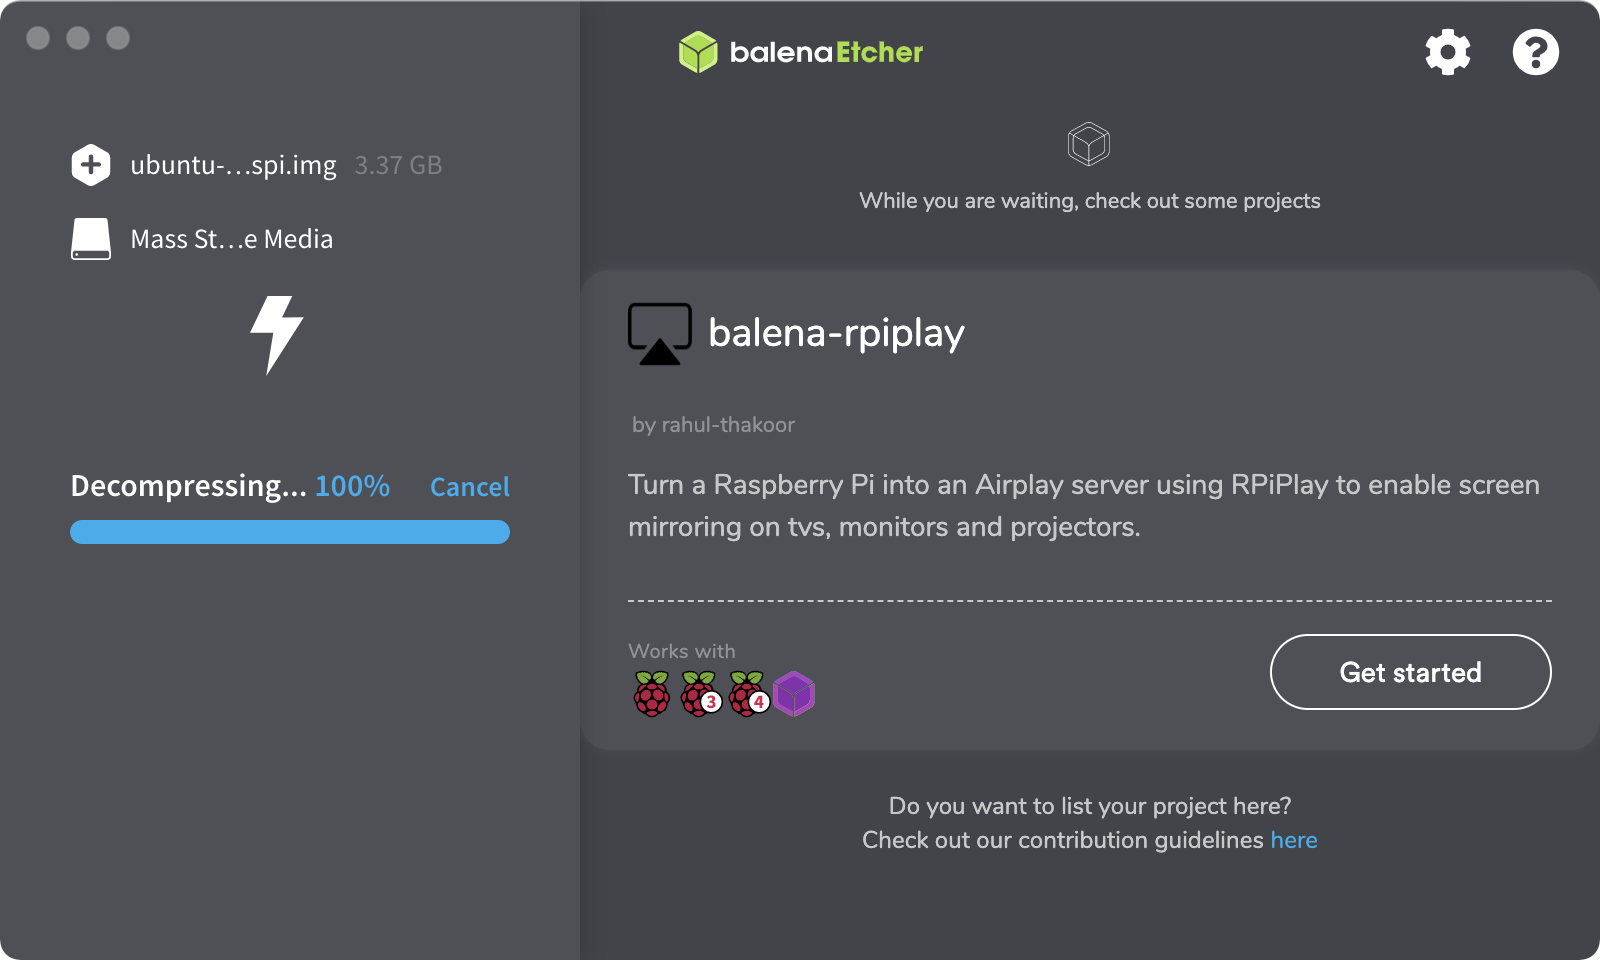 balenaEtcher
ubuntu-...spi.img 3.37 GB
Mass St...e Media
Decompressing... 100% Cancel
While you are waiting, check out some projects
balena-rpiplay
by rahul-thakoor
Turn a Raspberry Pi into an Airplay server using RPiPlay to enable screen
mirroring on tvs, monitors and projectors.
Works with
3
4
Get started
Do you want to list your project here?
Check out our contribution guidelines here